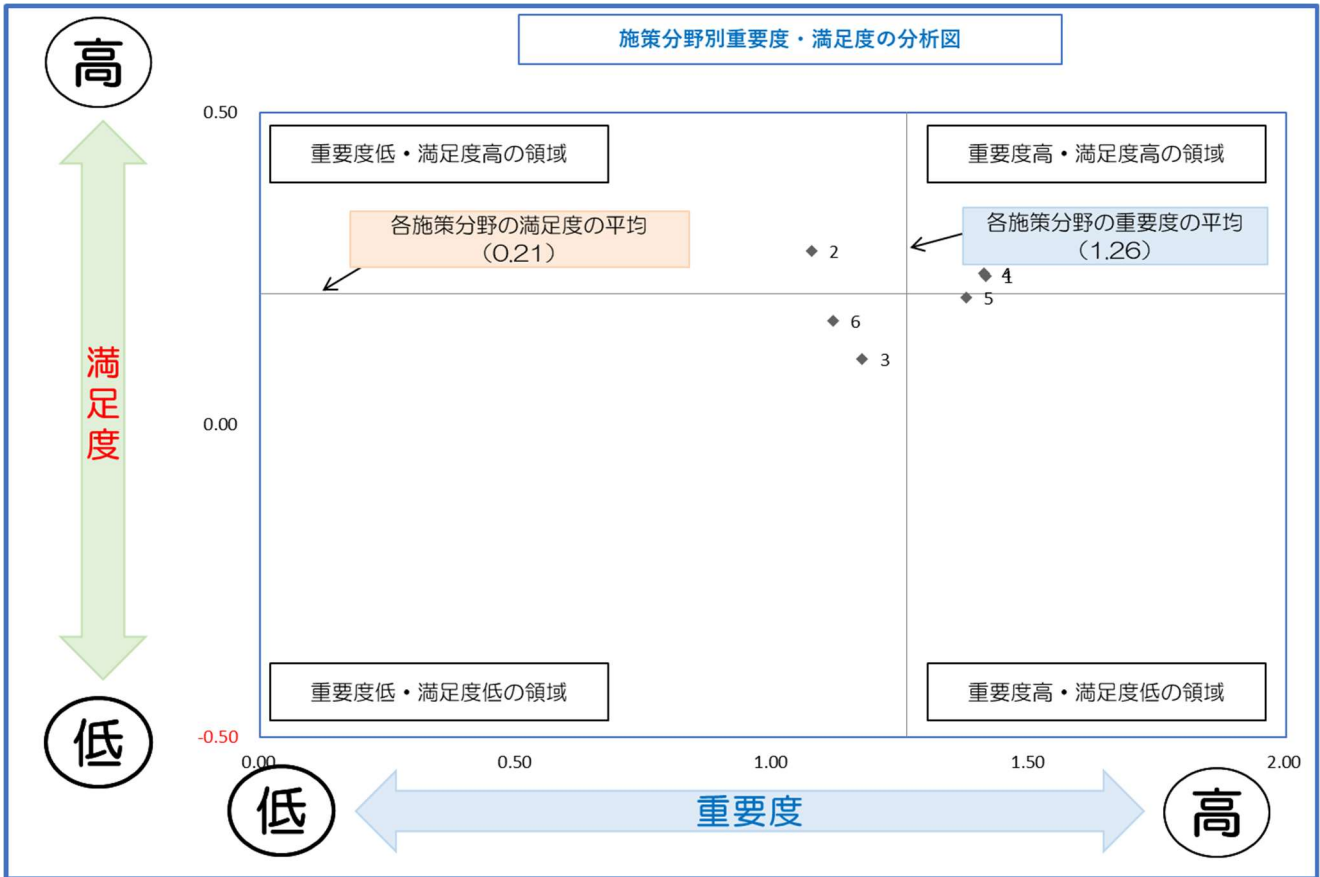 施策分野別重要度・満足度の分析図
高
0.50
重要度低・満足度高の領域
重要度高・満足度高の領域
各施策分野の満足度の平均
（0.21）
各施策分野の重要度の平均
（1.26）
2
4
1
5
6
3
満足度
0.00
重要度低・満足度低の領域
重要度高・満足度低の領域
低
-0.50
0.00
0.50
1.00
1.50
2.00
低
重要度
高